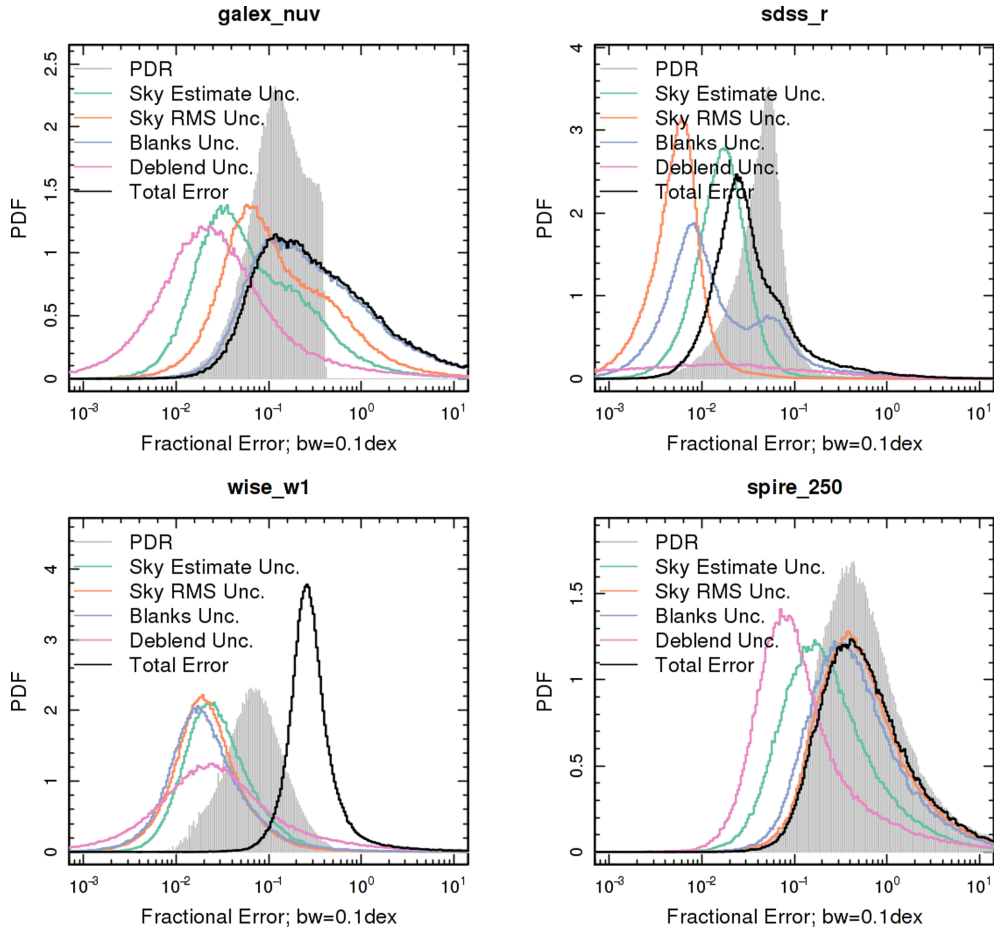 galex_nuv
PDF
0
0.5
1
1.5
2
2.5
PDR
Sky Estimate Unc.
Sky RMS Unc.
Blanks Unc.
Deblend Unc.
Total Error
10⁻³
10⁻²
10⁻¹
10⁰
10¹
Fractional Error; bw=0.1dex
sdss_r
PDF
0
1
2
3
4
PDR
Sky Estimate Unc.
Sky RMS Unc.
Blanks Unc.
Deblend Unc.
Total Error
10⁻³
10⁻²
10⁻¹
10⁰
10¹
Fractional Error; bw=0.1dex
wise_w1
PDF
0
1
2
3
4
PDR
Sky Estimate Unc.
Sky RMS Unc.
Blanks Unc.
Deblend Unc.
Total Error
10⁻³
10⁻²
10⁻¹
10⁰
10¹
Fractional Error; bw=0.1dex
spire_250
PDF
0
0.5
1
1.5
PDR
Sky Estimate Unc.
Sky RMS Unc.
Blanks Unc.
Deblend Unc.
Total Error
10⁻³
10⁻²
10⁻¹
10⁰
10¹
Fractional Error; bw=0.1dex